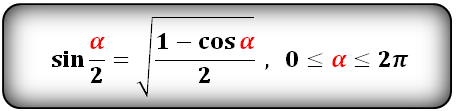 sin α/2 = √((1 − cos α)/2) , 0 ≤ α ≤ 2π